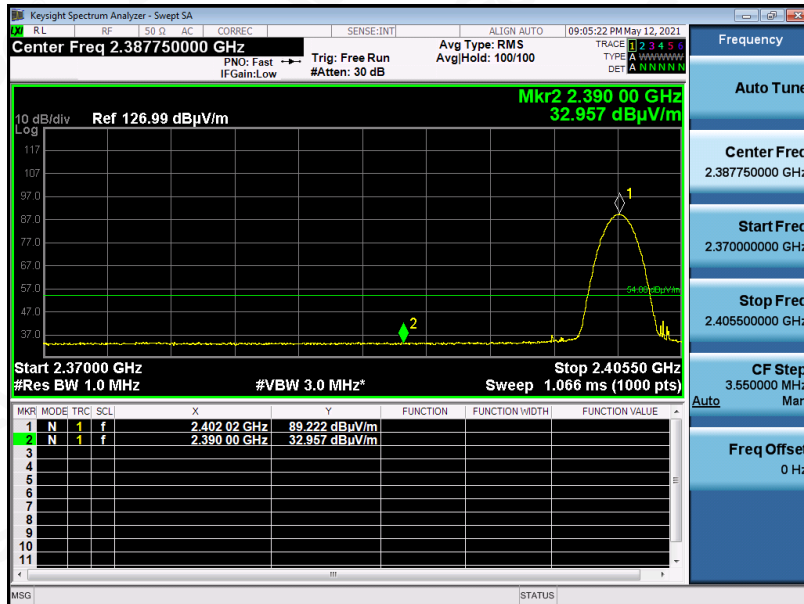 Keysight Spectrum Analyzer - Swept SA
LXI RL RF 50 Ω AC CORREC SENSE:INT ALIGN AUTO 09:05:22 PM May 12, 2021
Center Freq 2.387750000 GHz
PNO: Fast
IFGain:Low
Trig: Free Run
#Atten: 30 dB
Avg Type: RMS
Avg|Hold: 100/100
TRACE 1 2 3 4 5 6
TYPE A WWWWW
DET A N N N N N
Mkr2 2.390 00 GHz
32.957 dBµV/m
10 dB/div Ref 126.99 dBµV/m
Log
117
107
97.0
87.0
77.0
67.0
57.0
47.0
37.0
1
2
54.00 dBµV/m
Start 2.37000 GHz Stop 2.40550 GHz
#Res BW 1.0 MHz #VBW 3.0 MHz* Sweep 1.066 ms (1000 pts)
MKR MODE TRC SCL X Y FUNCTION FUNCTION WIDTH FUNCTION VALUE
1 N 1 f 2.402 02 GHz 89.222 dBµV/m
2 N 1 f 2.390 00 GHz 32.957 dBµV/m
3
4
5
6
7
8
9
10
11
MSG STATUS
Frequency
Auto Tune
Center Freq
2.387750000 GHz
Start Freq
2.370000000 GHz
Stop Freq
2.405500000 GHz
CF Step
3.550000 MHz
Auto Man
Freq Offset
0 Hz